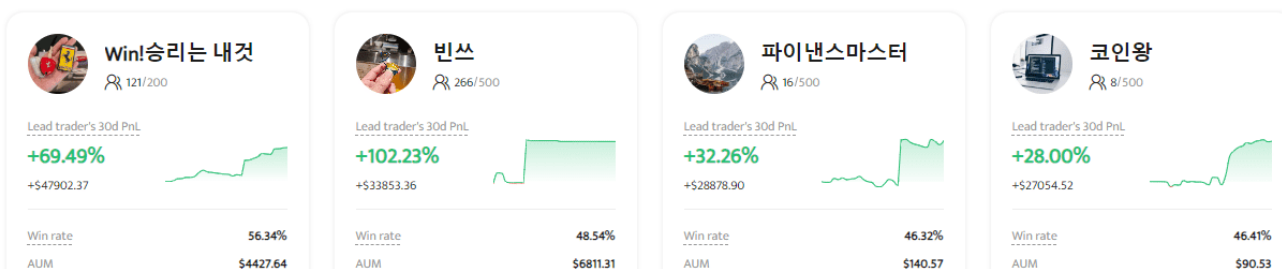 Win!승리는 내것
121/200
Lead trader's 30d PnL
+69.49%
+$47902.37
Win rate 56.34%
AUM $4427.64
빈쓰
266/500
Lead trader's 30d PnL
+102.23%
+$33853.36
Win rate 48.54%
AUM $6811.31
파이낸스마스터
16/500
Lead trader's 30d PnL
+32.26%
+$28878.90
Win rate 46.32%
AUM $140.57
코인왕
8/500
Lead trader's 30d PnL
+28.00%
+$27054.52
Win rate 46.41%
AUM $90.53